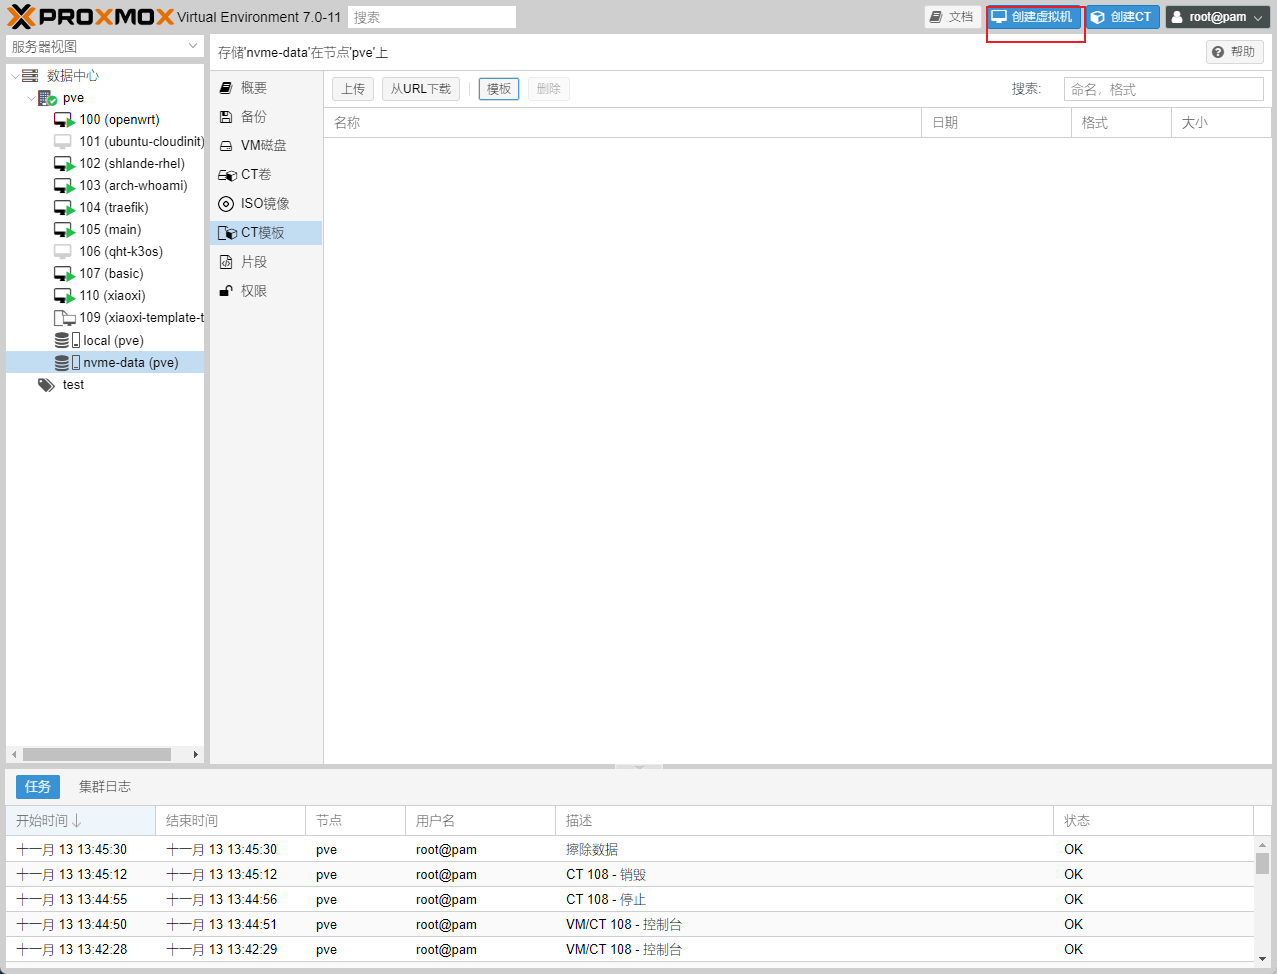 PROXMOX Virtual Environment 7.0-11 搜索 文档 创建虚拟机 创建CT root@pam
服务器视图
数据中心
pve
100 (openwrt)
101 (ubuntu-cloudinit)
102 (shlande-rhel)
103 (arch-whoami)
104 (traefik)
105 (main)
106 (qht-k3os)
107 (basic)
110 (xiaoxi)
109 (xiaoxi-template-t
local (pve)
nvme-data (pve)
test
存储'nvme-data'在节点'pve'上 帮助
概要
备份
VM磁盘
CT卷
ISO镜像
CT模板
片段
权限
上传 从URL下载 模板 删除 搜索: 命名, 格式
名称 日期 格式 大小
任务 集群日志
开始时间↓ 结束时间 节点 用户名 描述 状态
十一月 13 13:45:30 十一月 13 13:45:30 pve root@pam 擦除数据 OK
十一月 13 13:45:12 十一月 13 13:45:12 pve root@pam CT 108 - 销毁 OK
十一月 13 13:44:55 十一月 13 13:44:56 pve root@pam CT 108 - 停止 OK
十一月 13 13:44:50 十一月 13 13:44:51 pve root@pam VM/CT 108 - 控制台 OK
十一月 13 13:42:28 十一月 13 13:42:29 pve root@pam VM/CT 108 - 控制台 OK